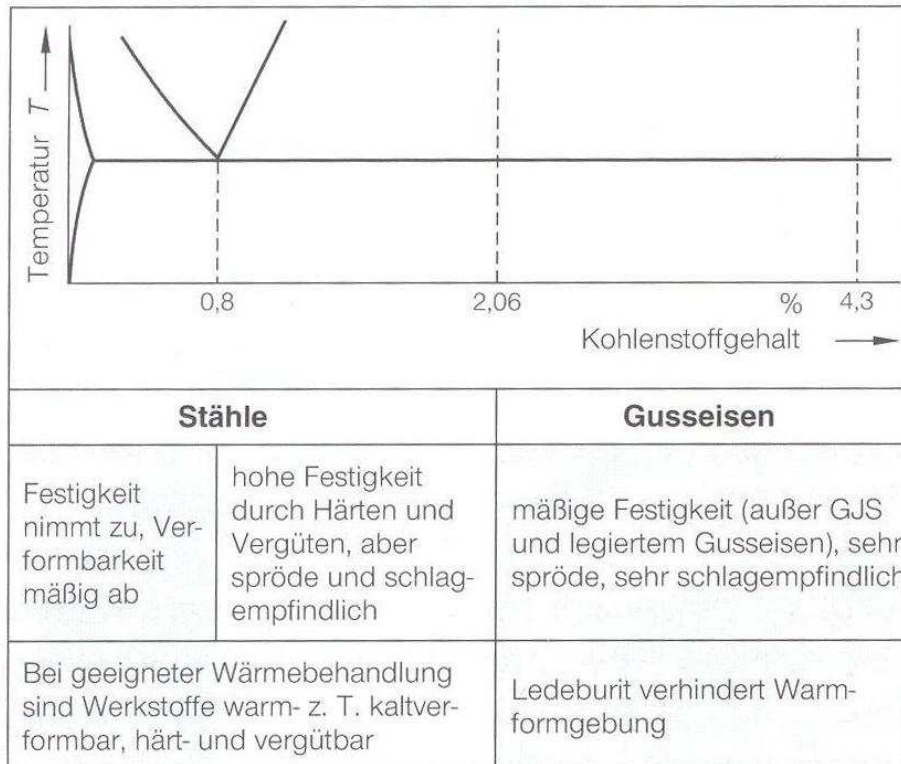 Temperatur T
0,8 2,06 % 4,3
Kohlenstoffgehalt
Stähle
Gusseisen
Festigkeit
nimmt zu, Ver-
formbarkeit
mäßig ab
hohe Festigkeit
durch Härten und
Vergüten, aber
spröde und schlag-
empfindlich
mäßige Festigkeit (außer GJS
und legiertem Gusseisen), sehr
spröde, sehr schlagempfindlich
Bei geeigneter Wärmebehandlung
sind Werkstoffe warm- z. T. kaltver-
formbar, härt- und vergütbar
Ledeburit verhindert Warm-
formgebung